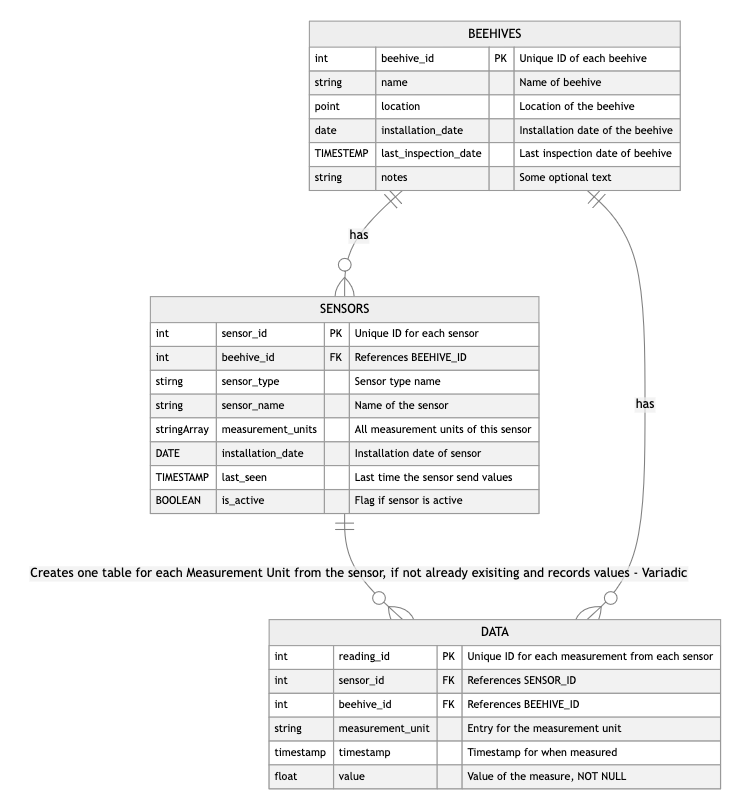 BEEHIVES
int beehive_id PK Unique ID of each beehive
string name Name of beehive
point location Location of the beehive
date installation_date Installation date of the beehive
TIMESTEMP last_inspection_date Last inspection date of beehive
string notes Some optional text
has
SENSORS
int sensor_id PK Unique ID for each sensor
int beehive_id FK References BEEHIVE_ID
stirng sensor_type Sensor type name
string sensor_name Name of the sensor
stringArray measurement_units All measurement units of this sensor
DATE installation_date Installation date of sensor
TIMESTAMP last_seen Last time the sensor send values
BOOLEAN is_active Flag if sensor is active
has
Creates one table for each Measurement Unit from the sensor, if not already exisiting and records values - Variadic
DATA
int reading_id PK Unique ID for each measurement from each sensor
int sensor_id FK References SENSOR_ID
int beehive_id FK References BEEHIVE_ID
string measurement_unit Entry for the measurement unit
timestamp timestamp Timestamp for when measured
float value Value of the measure, NOT NULL